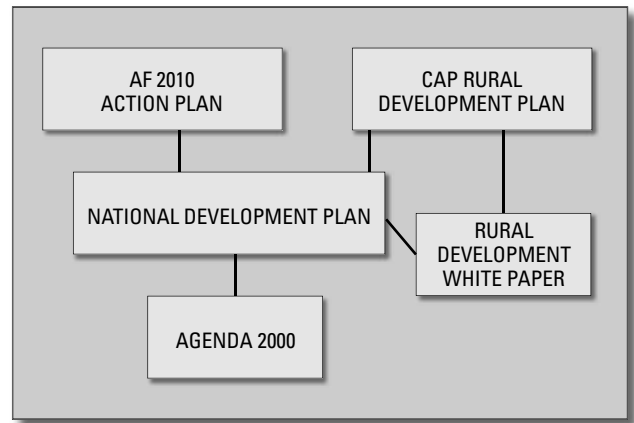 AF 2010
ACTION PLAN
CAP RURAL
DEVELOPMENT PLAN
NATIONAL DEVELOPMENT PLAN
RURAL
DEVELOPMENT
WHITE PAPER
AGENDA 2000